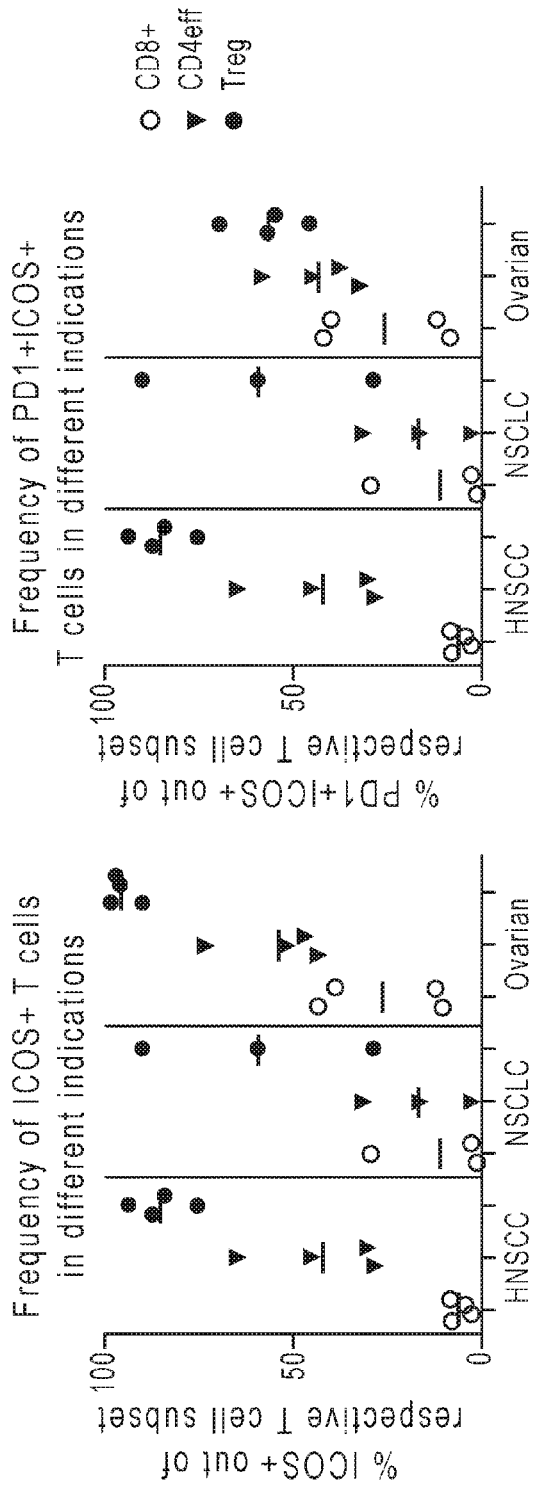 Frequency of ICOS+ T cells
in different indications
% ICOS+ out of
respective T cell subset
100
50
0
HNSCC
NSCLC
Ovarian
Frequency of PD1+ICOS+
T cells in different indications
% PD1+ICOS+ out of
respective T cell subset
100
50
0
HNSCC
NSCLC
Ovarian
CD8+
CD4eff
Treg